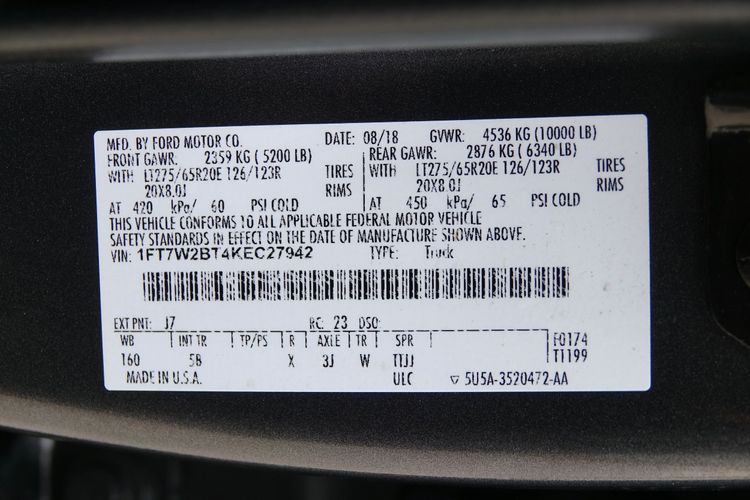 MFD. BY FORD MOTOR CO. DATE: 08/18 GVWR: 4536 KG (10000 LB)
FRONT GAWR: 2359 KG (5200 LB) REAR GAWR: 2876 KG (6340 LB)
WITH LT275/65R20E 126/123R TIRES WITH LT275/65R20E 126/123R TIRES
20X8.0J RIMS 20X8.0J RIMS
AT 420 kPa/ 60 PSI COLD AT 450 kPa/ 65 PSI COLD
THIS VEHICLE CONFORMS TO ALL APPLICABLE FEDERAL MOTOR VEHICLE
SAFETY STANDARDS IN EFFECT ON THE DATE OF MANUFACTURE SHOWN ABOVE.
VIN: 1FT7W2BT4KEC27942 TYPE: Truck
EXT PNT: J7 RC: 23 DSO:
WB INT TR TP/PS R AXLE TR SPR F0174
160 5B X 3J W TTJJ T1199
MADE IN U.S.A. ULC ▽ 5U5A-3520472-AA